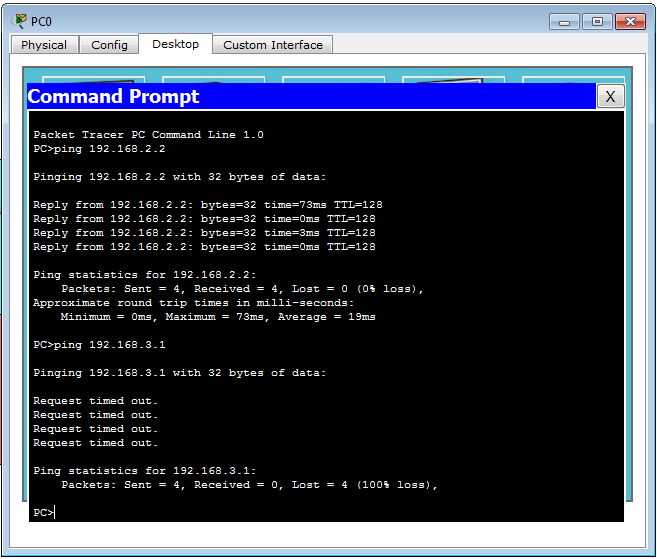 PC0
Physical Config Desktop Custom Interface
Command Prompt X
Packet Tracer PC Command Line 1.0
PC>ping 192.168.2.2
Pinging 192.168.2.2 with 32 bytes of data:
Reply from 192.168.2.2: bytes=32 time=73ms TTL=128
Reply from 192.168.2.2: bytes=32 time=0ms TTL=128
Reply from 192.168.2.2: bytes=32 time=3ms TTL=128
Reply from 192.168.2.2: bytes=32 time=0ms TTL=128
Ping statistics for 192.168.2.2:
Packets: Sent = 4, Received = 4, Lost = 0 (0% loss),
Approximate round trip times in milli-seconds:
Minimum = 0ms, Maximum = 73ms, Average = 19ms
PC>ping 192.168.3.1
Pinging 192.168.3.1 with 32 bytes of data:
Request timed out.
Request timed out.
Request timed out.
Request timed out.
Ping statistics for 192.168.3.1:
Packets: Sent = 4, Received = 0, Lost = 4 (100% loss),
PC>